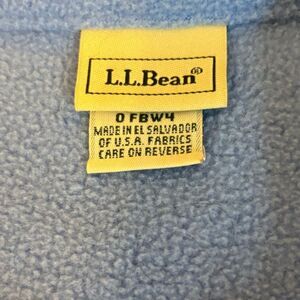 L.L.Bean®
0 FBW4
MADE IN EL SALVADOR
OF U.S.A. FABRICS
CARE ON REVERSE